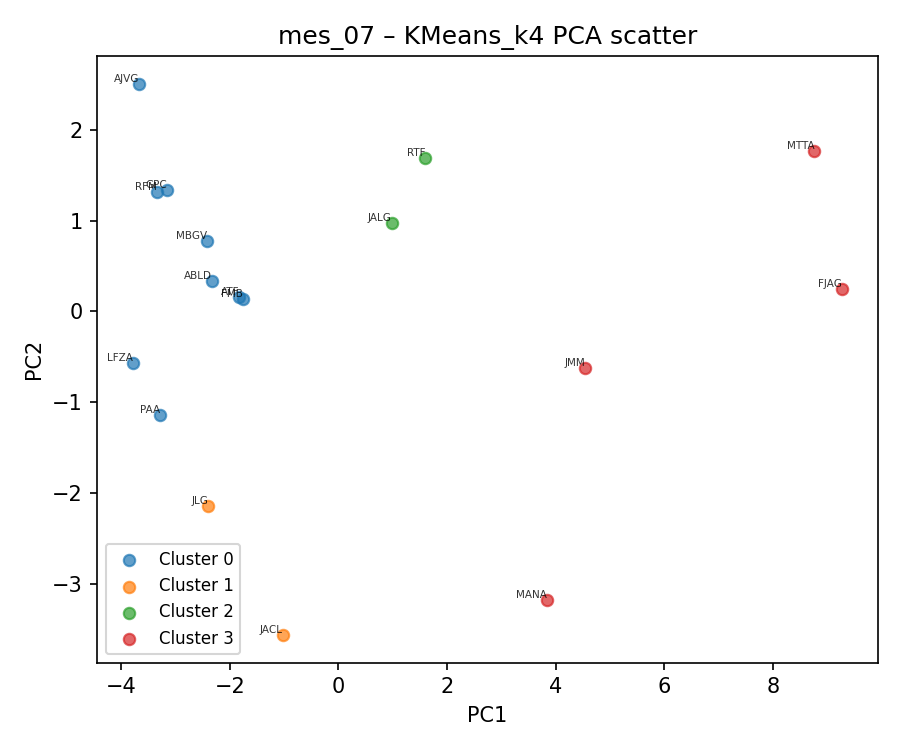 mes_07 – KMeans_k4 PCA scatter
AJVG
2
RTF
MTTA
GPC
1
JALG
MBGV
ABLD
FJAG
FMB
0
PC2
LFZA
JMM
−1
PAA
−2
JLG
Cluster 0
−3
Cluster 1
MANA
Cluster 2
JACL
Cluster 3
−4 −2 0 2 4 6 8
PC1